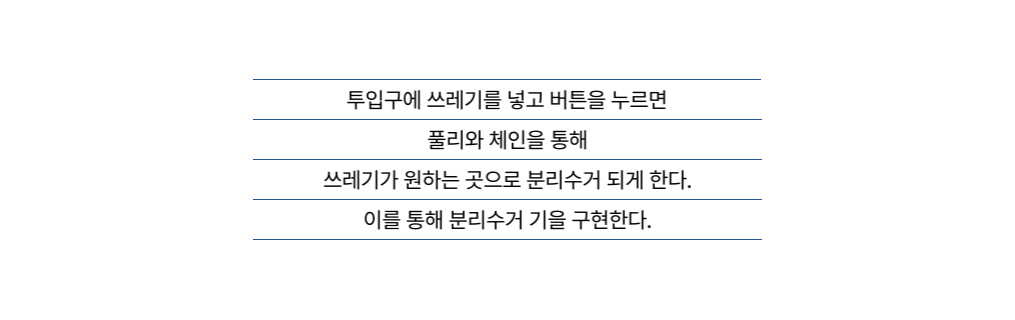 투입구에 쓰레기를 넣고 버튼을 누르면
풀리와 체인을 통해
쓰레기가 원하는 곳으로 분리수거 되게 한다.
이를 통해 분리수거 기을 구현한다.